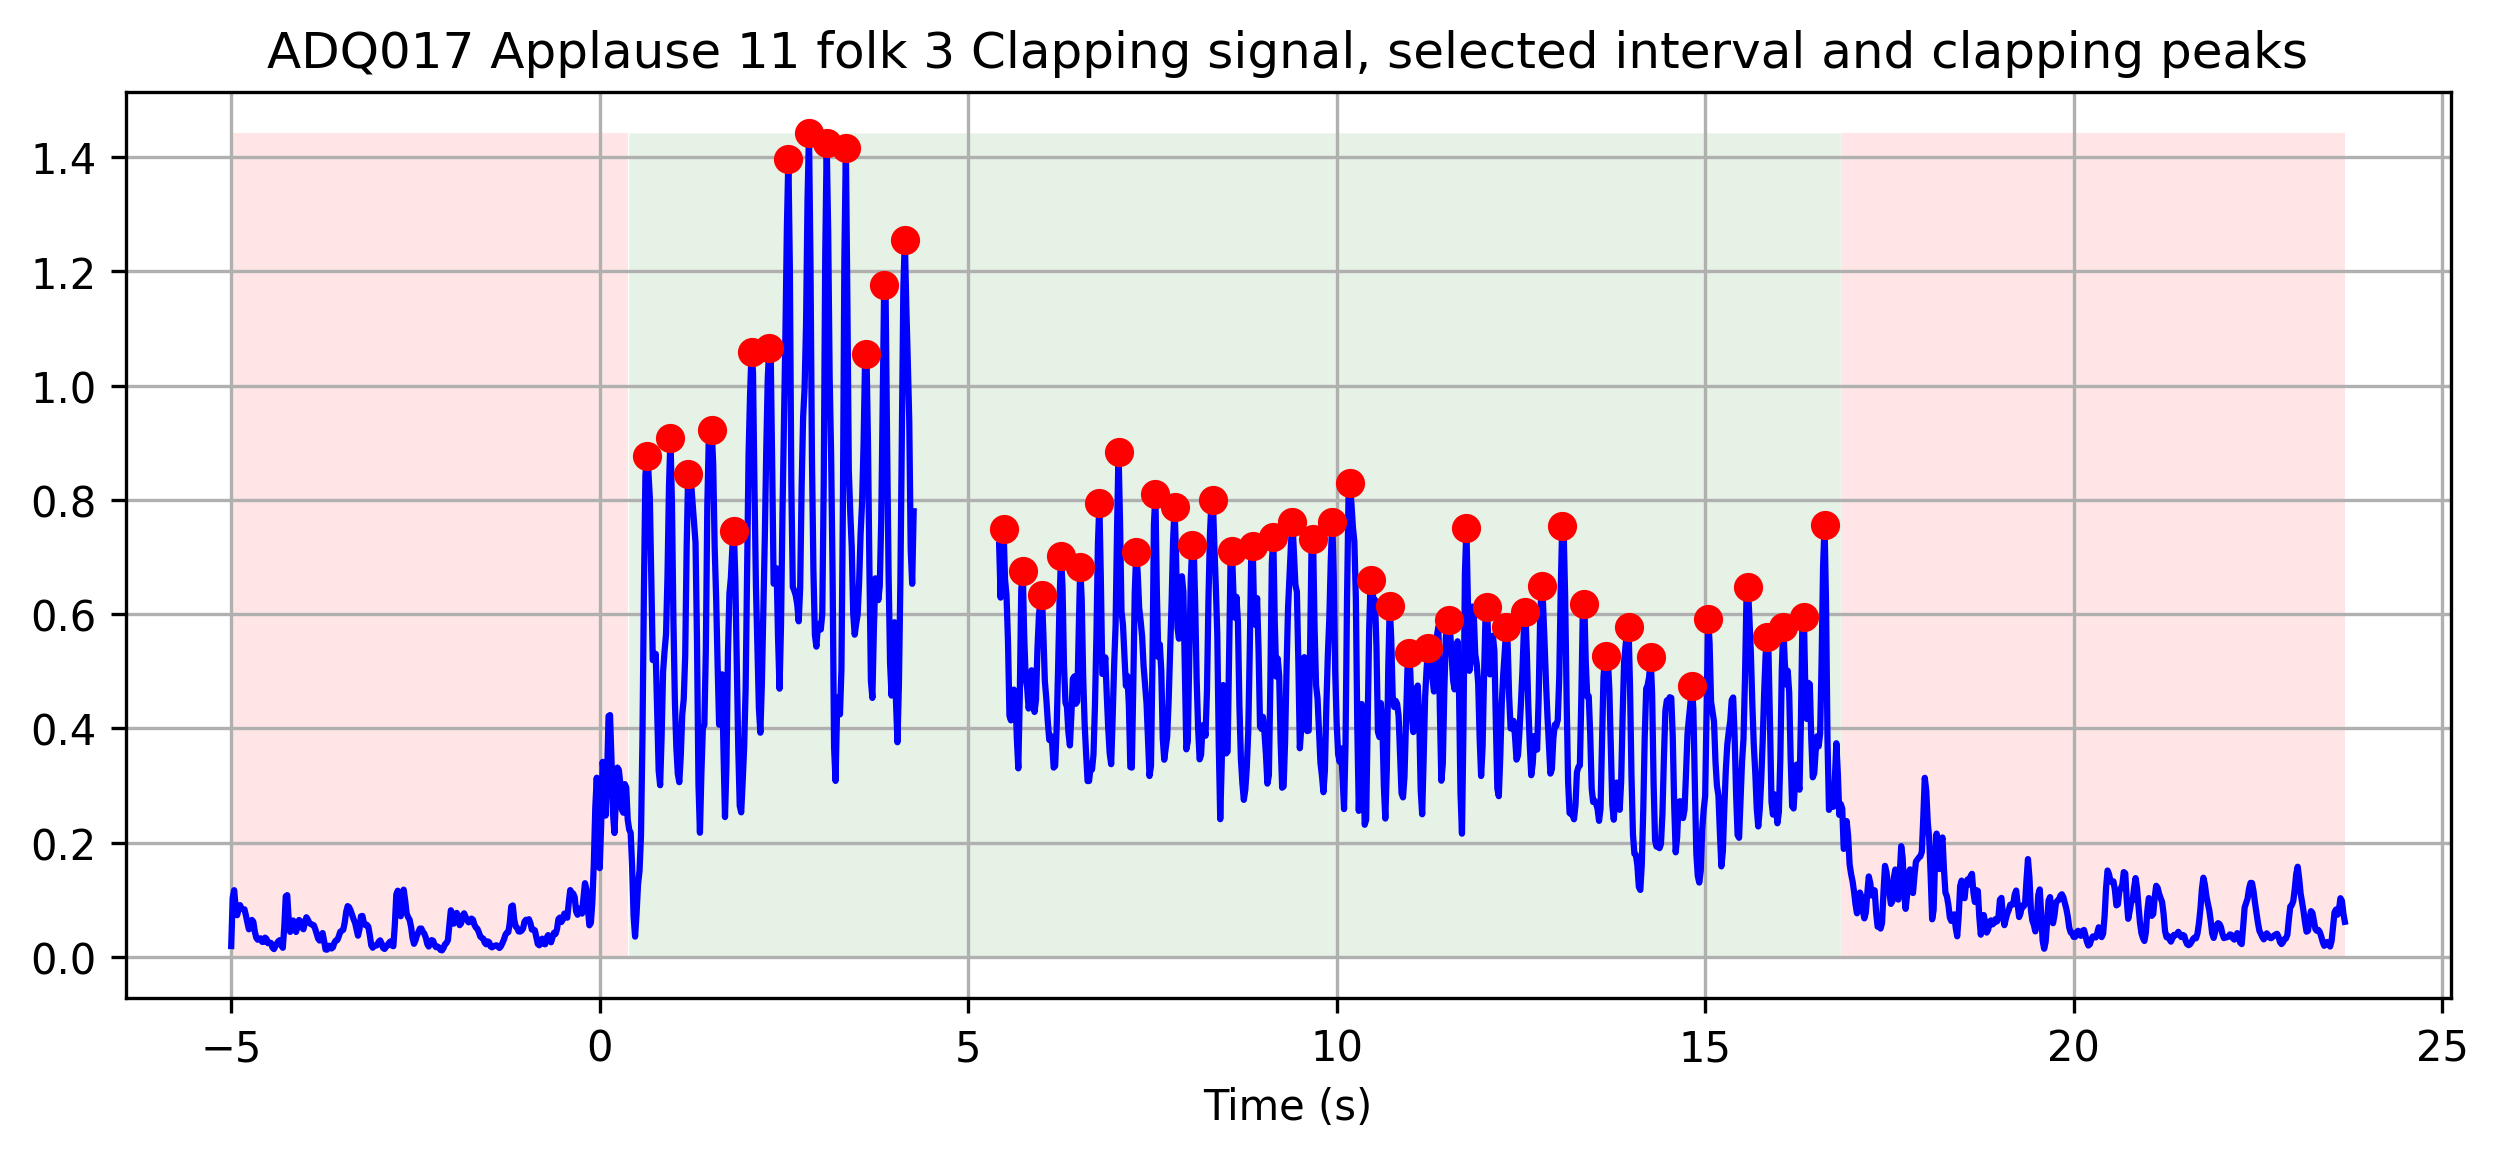 ADQ017 Applause 11 folk 3 Clapping signal, selected interval and clapping peaks
1.4
1.2
1.0
0.8
0.6
0.4
0.2
0.0
−5 0 5 10 15 20 25
Time (s)